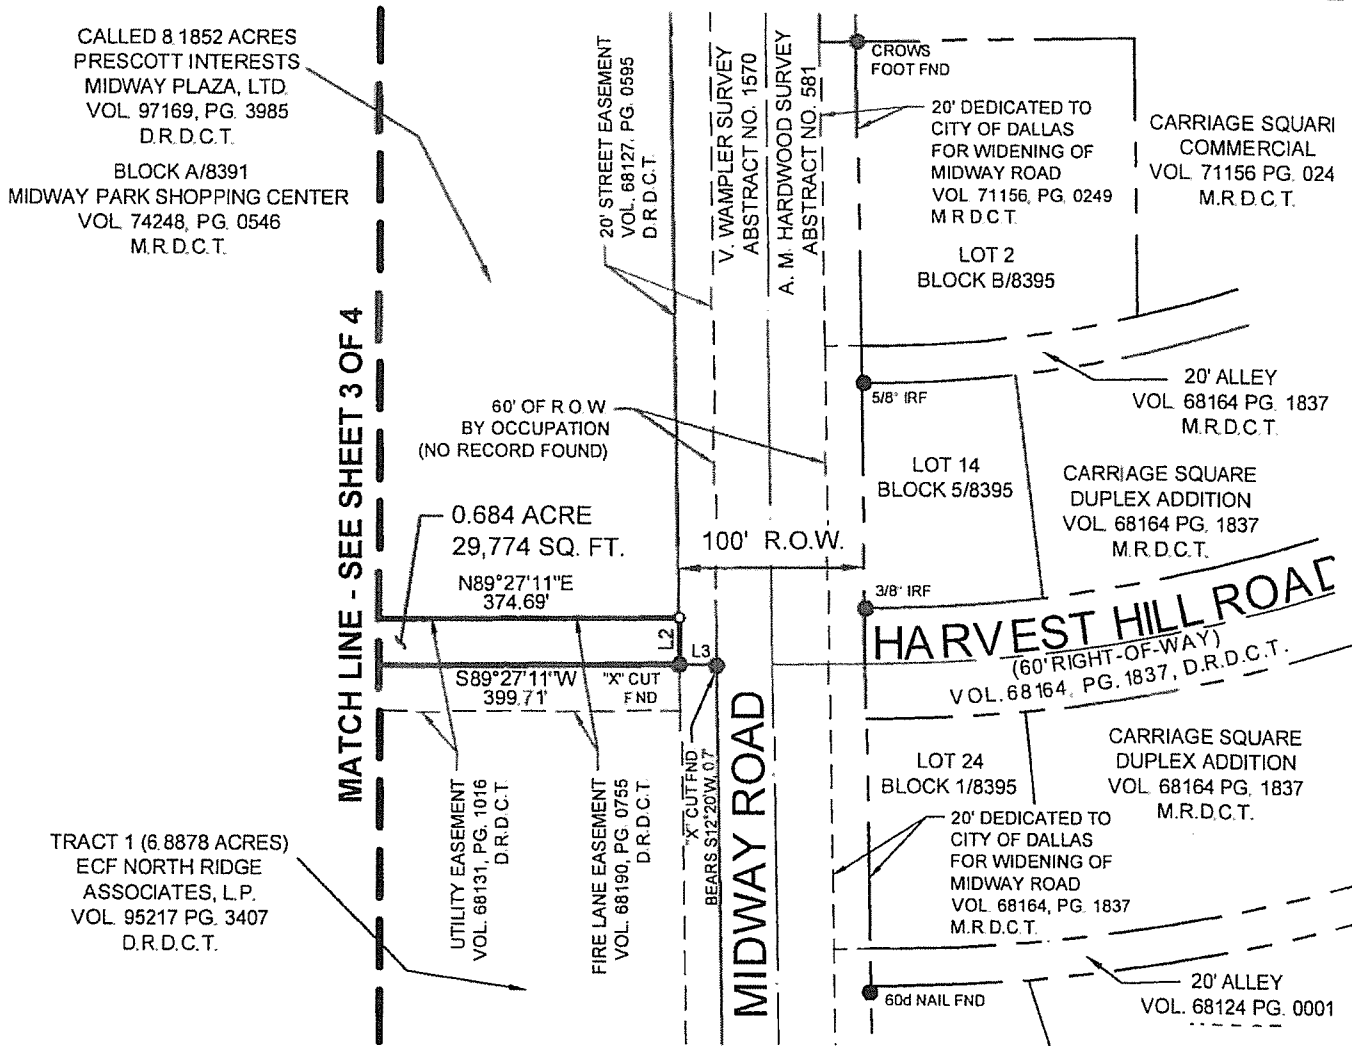 CALLED 8.1852 ACRES
PRESCOTT INTERESTS
MIDWAY PLAZA, LTD.
VOL. 97169, PG. 3985
D.R.D.C.T.
BLOCK A/8391
MIDWAY PARK SHOPPING CENTER
VOL. 74248, PG. 0546
M.R.D.C.T.
MATCH LINE - SEE SHEET 3 OF 4
20' STREET EASEMENT
VOL. 68127, PG. 0595
D.R.D.C.T.
V. WAMPLER SURVEY
ABSTRACT NO. 1570
A. M. HARDWOOD SURVEY
ABSTRACT NO. 581
CROWS
FOOT FND
20' DEDICATED TO
CITY OF DALLAS
FOR WIDENING OF
MIDWAY ROAD
VOL. 71156, PG. 0249
M.R.D.C.T.
LOT 2
BLOCK B/8395
CARRIAGE SQUARI
COMMERCIAL
VOL. 71156 PG. 024
M.R.D.C.T.
20' ALLEY
VOL. 68164 PG. 1837
M.R.D.C.T.
5/8" IRF
60' OF R.O.W.
BY OCCUPATION
(NO RECORD FOUND)
LOT 14
BLOCK 5/8395
CARRIAGE SQUARE
DUPLEX ADDITION
VOL. 68164 PG. 1837
M.R.D.C.T.
0.684 ACRE
29,774 SQ. FT.
100' R.O.W.
N89°27'11"E
374.69'
3/8" IRF
L2
L3
HARVEST HILL ROAD
(60' RIGHT-OF-WAY)
VOL. 68164, PG. 1837, D.R.D.C.T.
S89°27'11"W
399.71'
"X" CUT
FND
"X" CUT FND
BEARS S12°20'W, 0.7'
MIDWAY ROAD
UTILITY EASEMENT
VOL. 68131, PG. 1016
D.R.D.C.T.
FIRE LANE EASEMENT
VOL. 68190, PG. 0755
D.R.D.C.T.
LOT 24
BLOCK 1/8395
CARRIAGE SQUARE
DUPLEX ADDITION
VOL. 68164 PG. 1837
M.R.D.C.T.
20' DEDICATED TO
CITY OF DALLAS
FOR WIDENING OF
MIDWAY ROAD
VOL. 68164, PG. 1837
M.R.D.C.T.
TRACT 1 (6.8878 ACRES)
ECF NORTH RIDGE
ASSOCIATES, L.P.
VOL. 95217 PG. 3407
D.R.D.C.T.
60d NAIL FND
20' ALLEY
VOL. 68124 PG. 0001